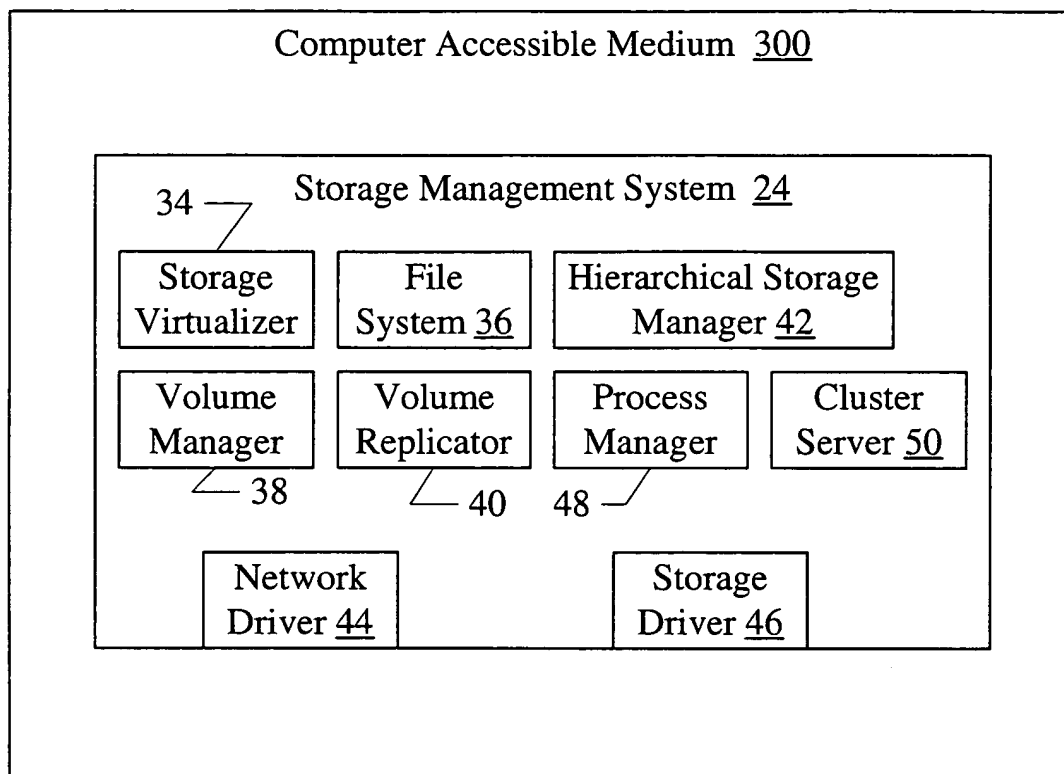 Computer Accessible Medium 300
Storage Management System 24
34
Storage
Virtualizer
File
System 36
Hierarchical Storage
Manager 42
Volume
Manager
38
Volume
Replicator
40
Process
Manager
48
Cluster
Server 50
Network
Driver 44
Storage
Driver 46